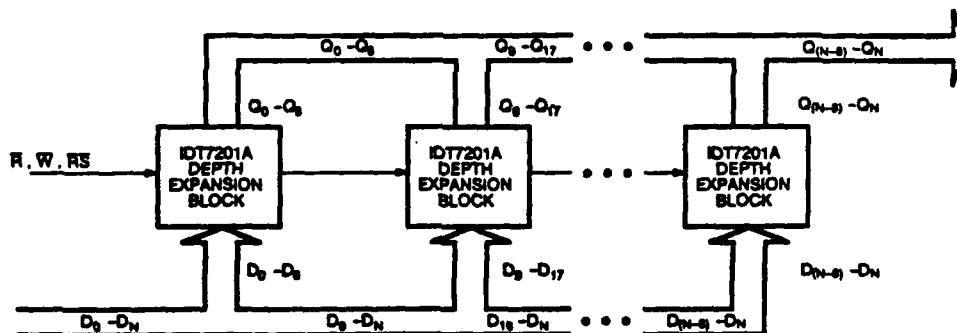 Q0 –Q8
Q9 –Q17
• • •
Q(N–8) –QN
Q0 –Q8
Q9 –Q17
Q(N–8) –QN
R̅ , W̅ , R̅S̅
IDT7201A
DEPTH
EXPANSION
BLOCK
IDT7201A
DEPTH
EXPANSION
BLOCK
• • •
IDT7201A
DEPTH
EXPANSION
BLOCK
D0 –D8
D9 –D17
D(N–8) –DN
D0 –DN
D9 –DN
D18 –DN
• • •
D(N–8) –DN